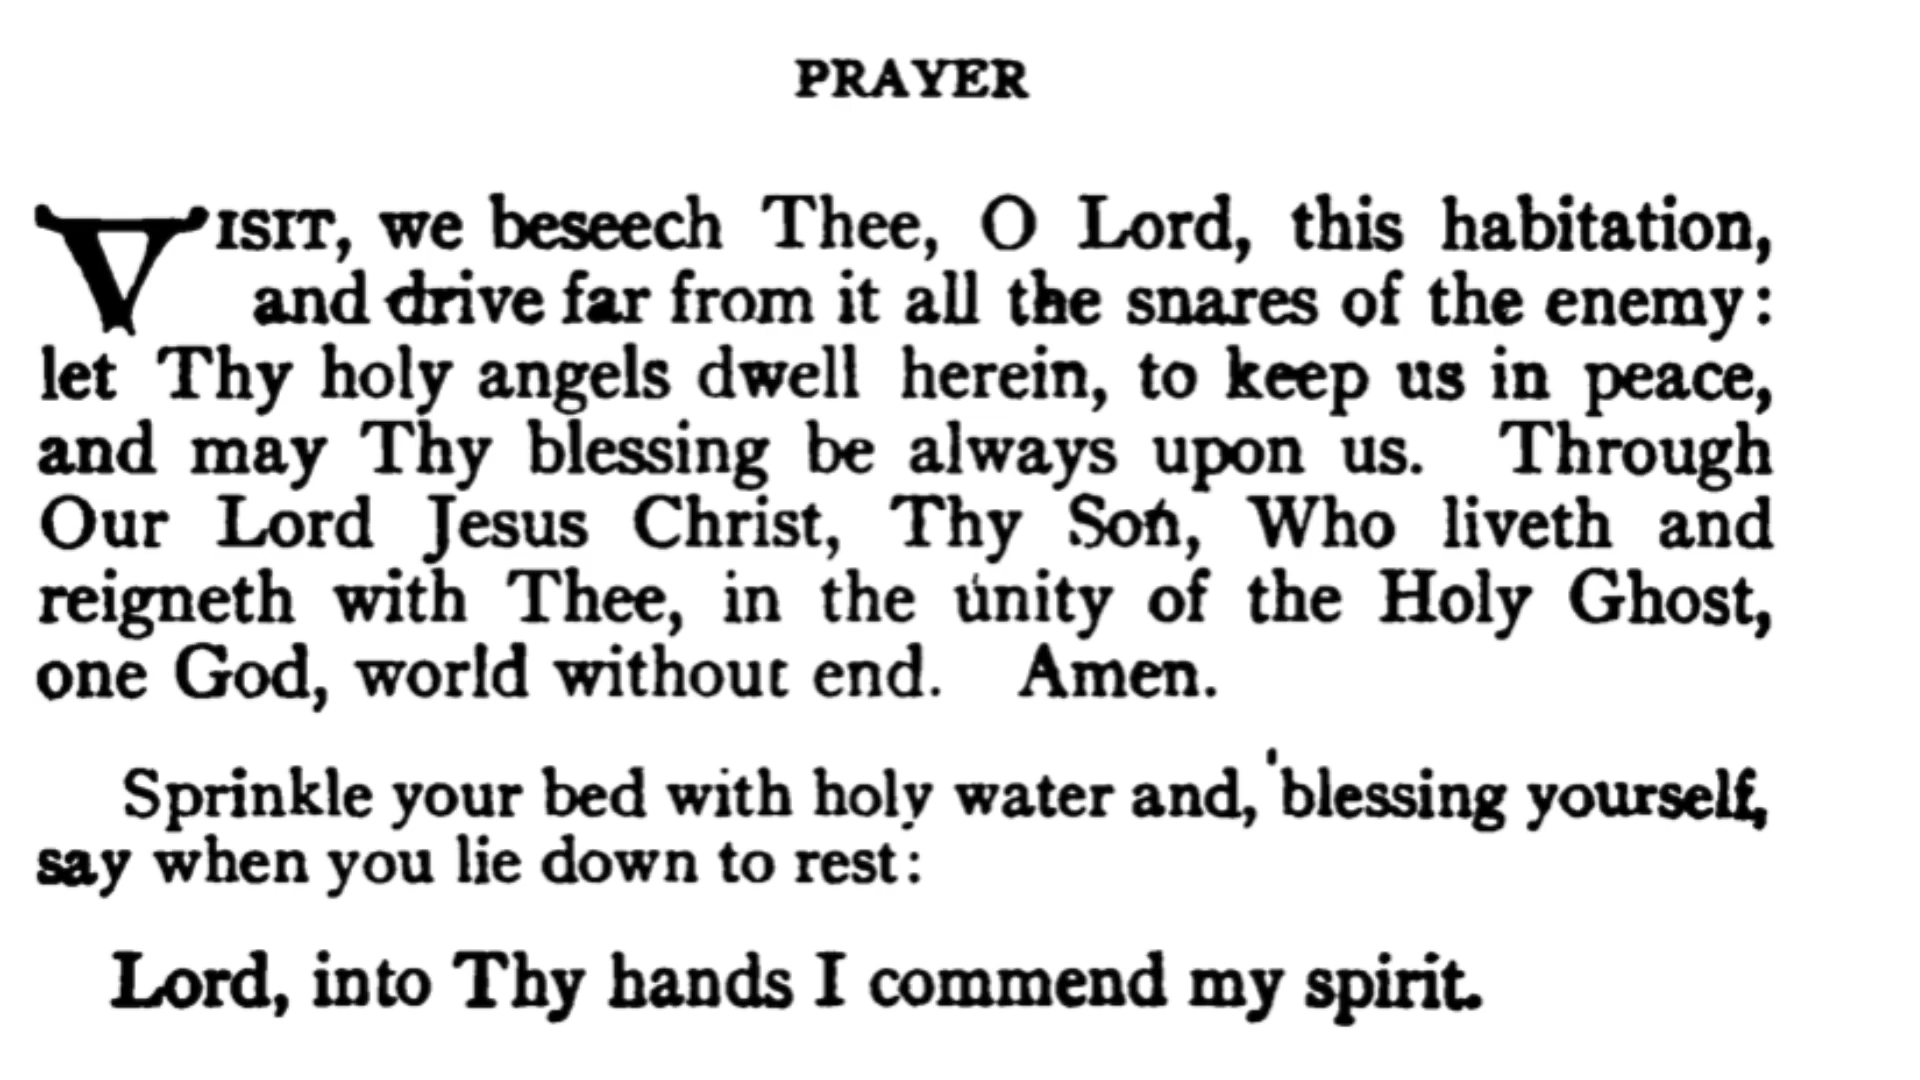 PRAYER
VISIT, we beseech Thee, O Lord, this habitation,
and drive far from it all the snares of the enemy:
let Thy holy angels dwell herein, to keep us in peace,
and may Thy blessing be always upon us. Through
Our Lord Jesus Christ, Thy Son, Who liveth and
reigneth with Thee, in the unity of the Holy Ghost,
one God, world without end. Amen.
Sprinkle your bed with holy water and, blessing yourself,
say when you lie down to rest:
Lord, into Thy hands I commend my spirit.